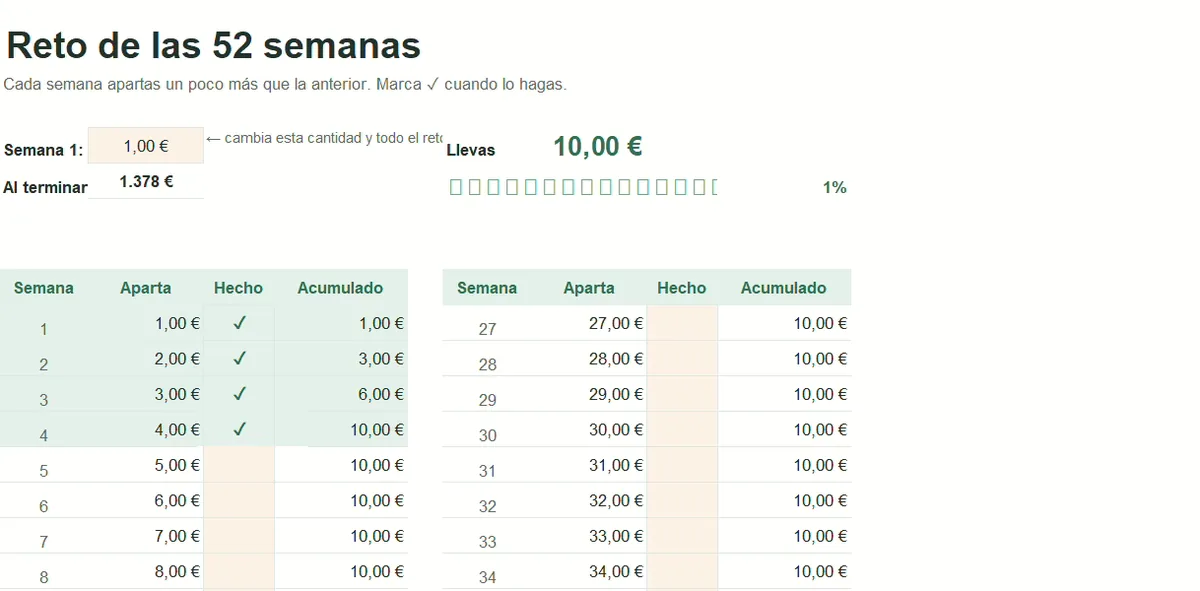 Reto de las 52 semanas
Cada semana apartas un poco más que la anterior. Marca ✓ cuando lo hagas.
Semana 1: 1,00 € ← cambia esta cantidad y todo el reto
Llevas 10,00 €
Al terminar 1.378 €
1%
Semana Aparta Hecho Acumulado Semana Aparta Hecho Acumulado
1 1,00 € ✓ 1,00 € 27 27,00 € 10,00 €
2 2,00 € ✓ 3,00 € 28 28,00 € 10,00 €
3 3,00 € ✓ 6,00 € 29 29,00 € 10,00 €
4 4,00 € ✓ 10,00 € 30 30,00 € 10,00 €
5 5,00 € 10,00 € 31 31,00 € 10,00 €
6 6,00 € 10,00 € 32 32,00 € 10,00 €
7 7,00 € 10,00 € 33 33,00 € 10,00 €
8 8,00 € 10,00 € 34 34,00 € 10,00 €